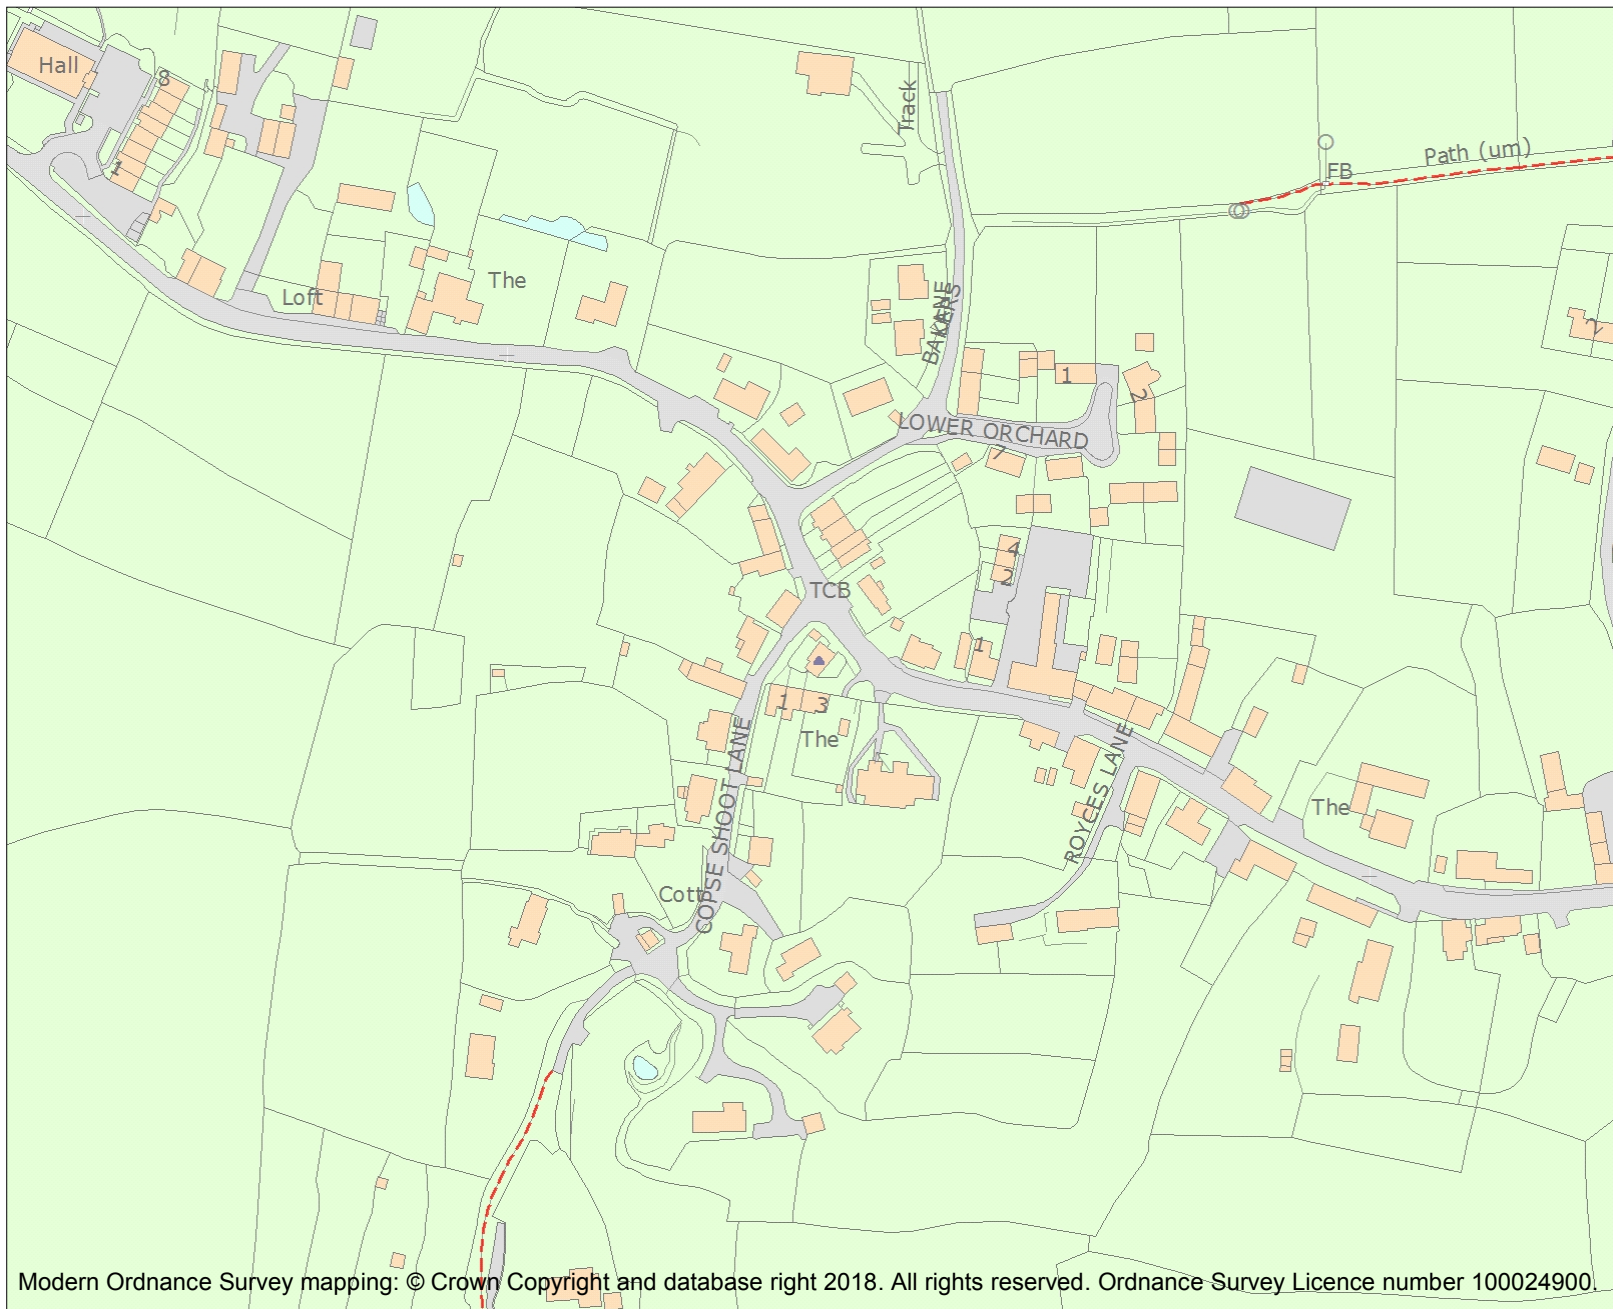 Hall
8
Track
Path (um)
FB
1
The
Loft
BAKERS
LANE
2
1
2
LOWER ORCHARD
7
4
2
TCB
1
1
3
The
COPSE SHOOT LANE
ROYCES LANE
The
Cott
Modern Ordnance Survey mapping: © Crown Copyright and database right 2018. All rights reserved. Ordnance Survey Licence number 100024900.